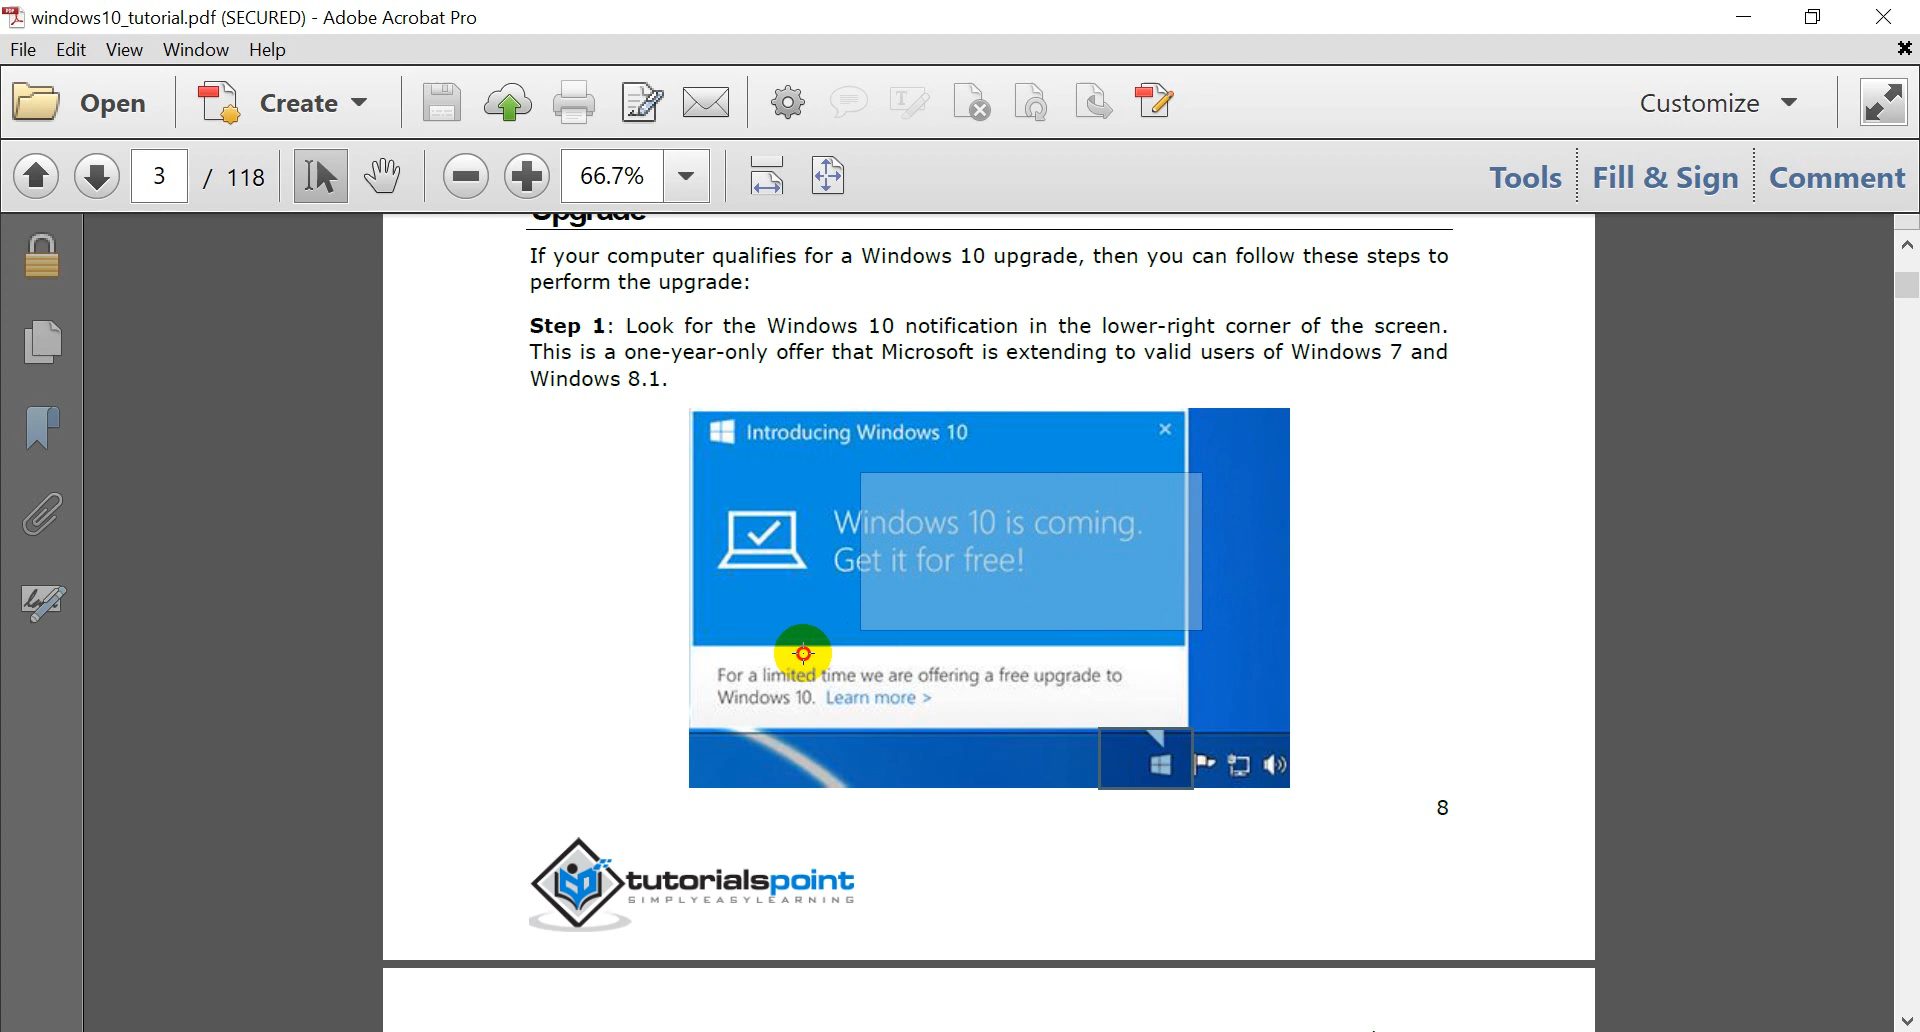 windows10_tutorial.pdf (SECURED) - Adobe Acrobat Pro
File Edit View Window Help
Open Create Customize
3 / 118 66.7% Tools Fill & Sign Comment
Upgrade
If your computer qualifies for a Windows 10 upgrade, then you can follow these steps to
perform the upgrade:
Step 1: Look for the Windows 10 notification in the lower-right corner of the screen.
This is a one-year-only offer that Microsoft is extending to valid users of Windows 7 and
Windows 8.1.
Introducing Windows 10
Windows 10 is coming.
Get it for free!
For a limited time we are offering a free upgrade to
Windows 10. Learn more >
8
tutorialspoint
SIMPLYEASYLEARNING